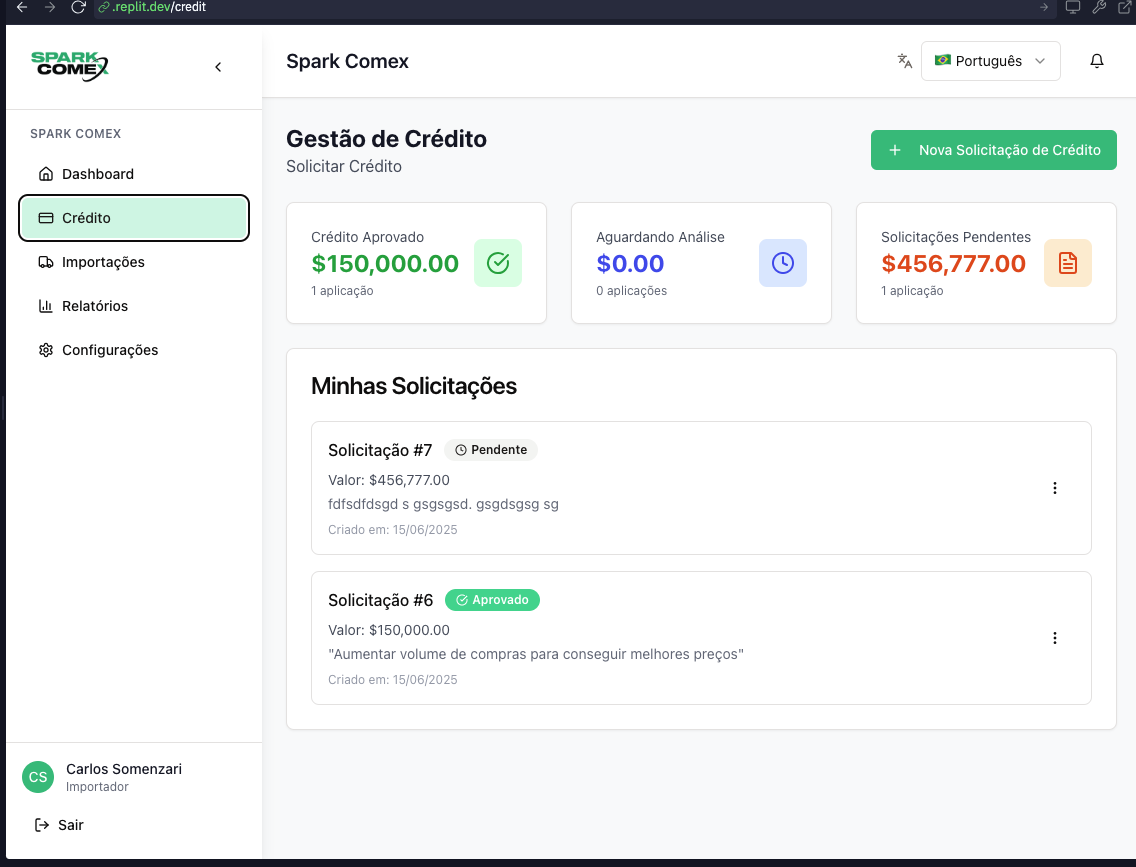 .replit.dev/credit
SPARK
COMEX
Spark Comex
Português
SPARK COMEX
Dashboard
Crédito
Importações
Relatórios
Configurações
Gestão de Crédito
Solicitar Crédito
+ Nova Solicitação de Crédito
Crédito Aprovado
$150,000.00
1 aplicação
Aguardando Análise
$0.00
0 aplicações
Solicitações Pendentes
$456,777.00
1 aplicação
Minhas Solicitações
Solicitação #7 Pendente
Valor: $456,777.00
fdfsdfdsgd s gsgsgsd. gsgdsgsg sg
Criado em: 15/06/2025
Solicitação #6 Aprovado
Valor: $150,000.00
"Aumentar volume de compras para conseguir melhores preços"
Criado em: 15/06/2025
CS
Carlos Somenzari
Importador
Sair